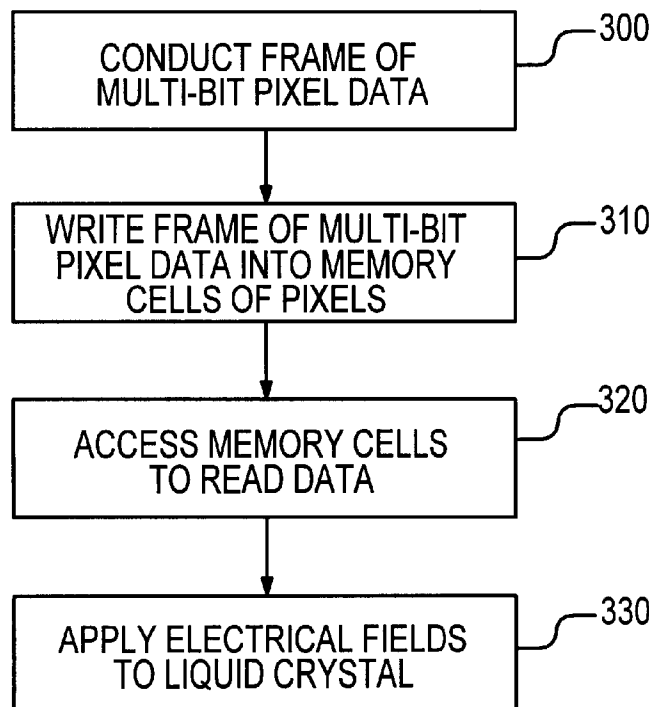 CONDUCT FRAME OF
MULTI-BIT PIXEL DATA
300
WRITE FRAME OF MULTI-BIT
PIXEL DATA INTO MEMORY
CELLS OF PIXELS
310
ACCESS MEMORY CELLS
TO READ DATA
320
APPLY ELECTRICAL FIELDS
TO LIQUID CRYSTAL
330